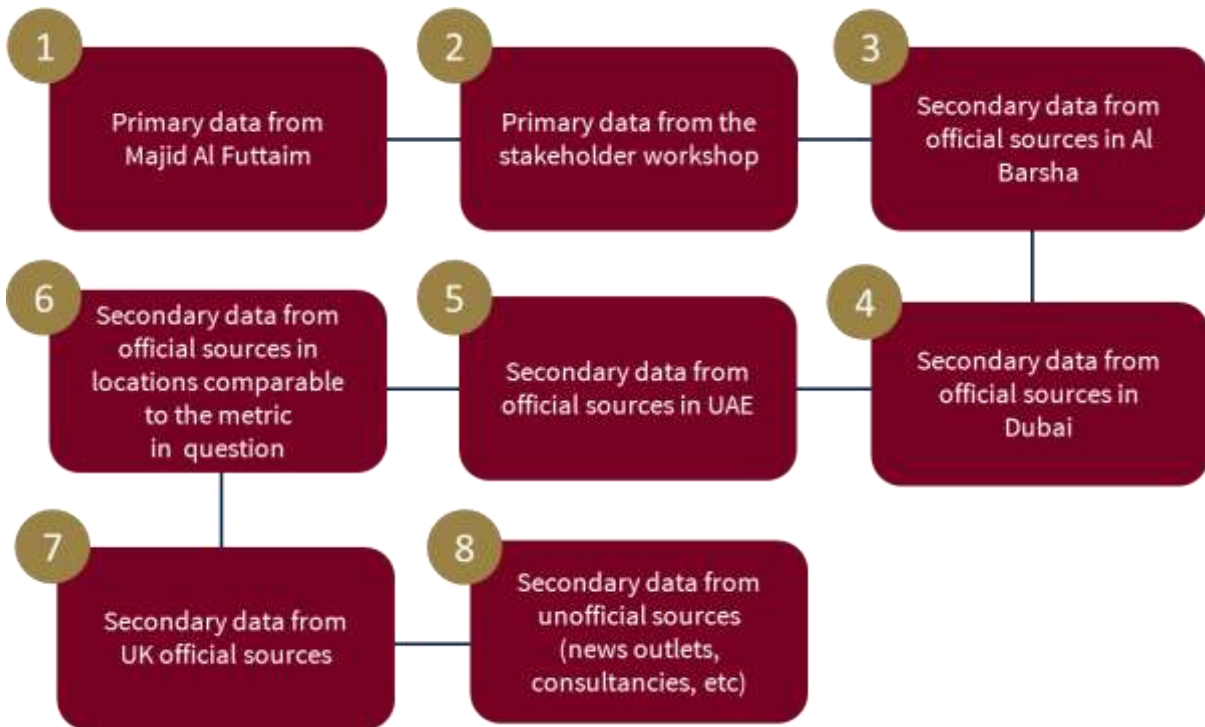 1
Primary data from
Majid Al Futtaim
2
Primary data from the
stakeholder workshop
3
Secondary data from
official sources in Al
Barsha
4
Secondary data from
official sources in
Dubai
5
Secondary data from
official sources in UAE
6
Secondary data from
official sources in
locations comparable
to the metric
in question
7
Secondary data from
UK official sources
8
Secondary data from
unofficial sources
(news outlets,
consultancies, etc)